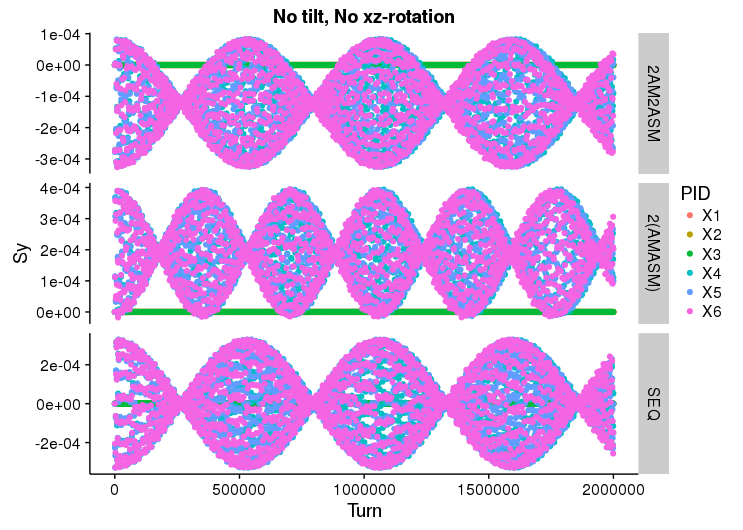 No tilt, No xz-rotation
1e-04
0e+00
-1e-04
-2e-04
-3e-04
2AM2ASM
4e-04
3e-04
2e-04
1e-04
0e+00
2(AMASM)
2e-04
0e+00
-2e-04
SEQ
Sy
0
500000
1000000
1500000
2000000
Turn
PID
X1
X2
X3
X4
X5
X6